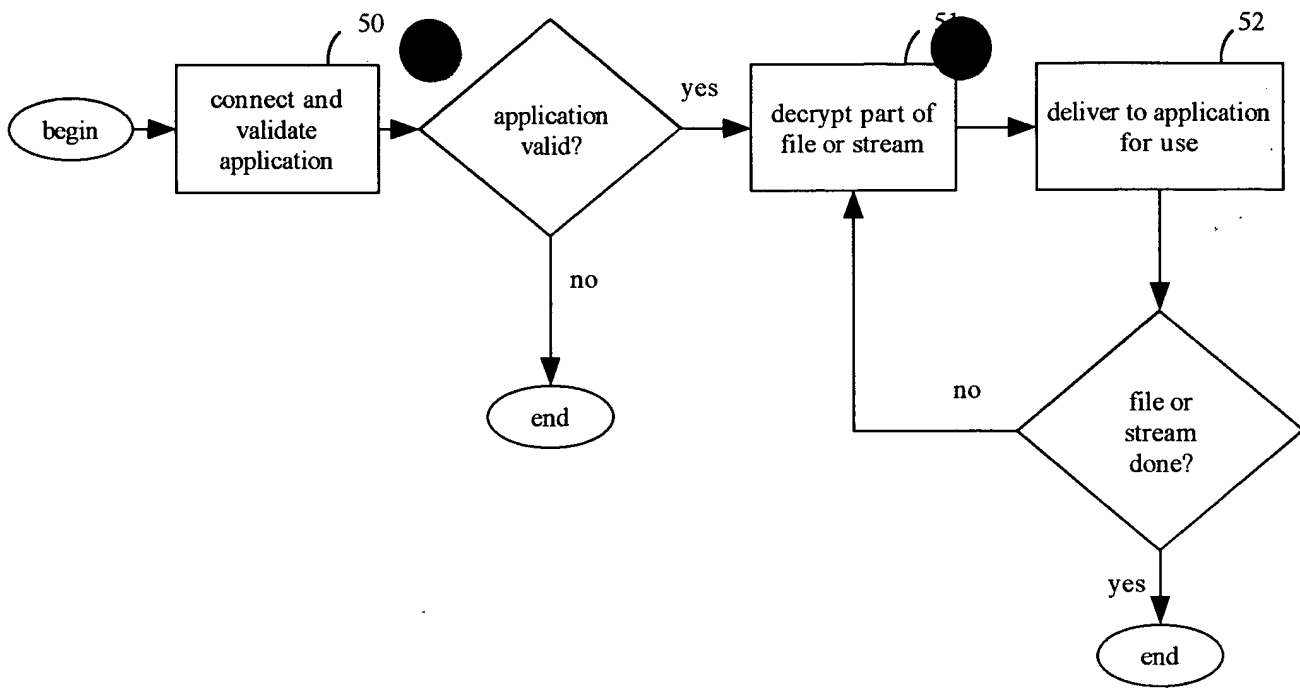 50
51
52
begin
connect and
validate
application
application
valid?
yes
decrypt part of
file or stream
deliver to application
for use
no
end
no
file or
stream
done?
yes
end